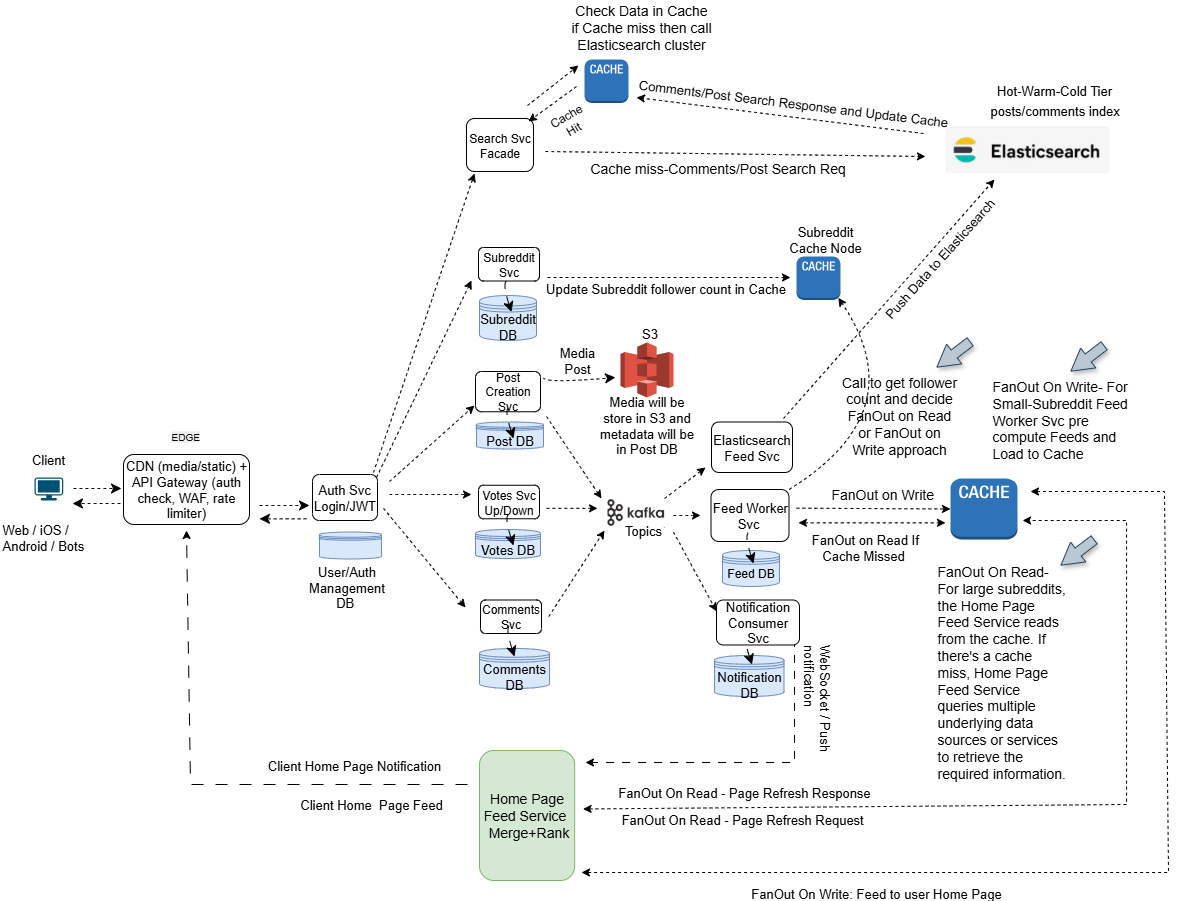 Check Data in Cache
if Cache miss then call
Elasticsearch cluster
CACHE
Comments/Post Search Response and Update Cache
Hot-Warm-Cold Tier
posts/comments index
Cache
Hit
Search Svc
Facade
Elasticsearch
Cache miss-Comments/Post Search Req
Subreddit
Cache Node
CACHE
Subreddit
Svc
Update Subreddit follower count in Cache
Subreddit
DB
Push Data to Elasticsearch
S3
Media
Post
Post
Creation
Svc
Post DB
Media will be
store in S3 and
metadata will be
in Post DB
Call to get follower
count and decide
FanOut on Read
or FanOut on
Write approach
FanOut On Write- For
Small-Subreddit Feed
Worker Svc pre
compute Feeds and
Load to Cache
EDGE
Client
CDN (media/static) +
API Gateway (auth
check, WAF, rate
limiter)
Web / iOS /
Android / Bots
Auth Svc
Login/JWT
User/Auth
Management
DB
Elasticsearch
Feed Svc
Votes Svc
Up/Down
Votes DB
kafka
Topics
Feed Worker
Svc
Feed DB
FanOut on Write
CACHE
FanOut on Read If
Cache Missed
Comments
Svc
Comments
DB
Notification
Consumer
Svc
Notification
DB
WebSocket / Push
notification
FanOut On Read-
For large subreddits,
the Home Page
Feed Service reads
from the cache. If
there's a cache
miss, Home Page
Feed Service
queries multiple
underlying data
sources or services
to retrieve the
required information.
Client Home Page Notification
Client Home Page Feed
Home Page
Feed Service
Merge+Rank
FanOut On Read - Page Refresh Response
FanOut On Read - Page Refresh Request
FanOut On Write: Feed to user Home Page